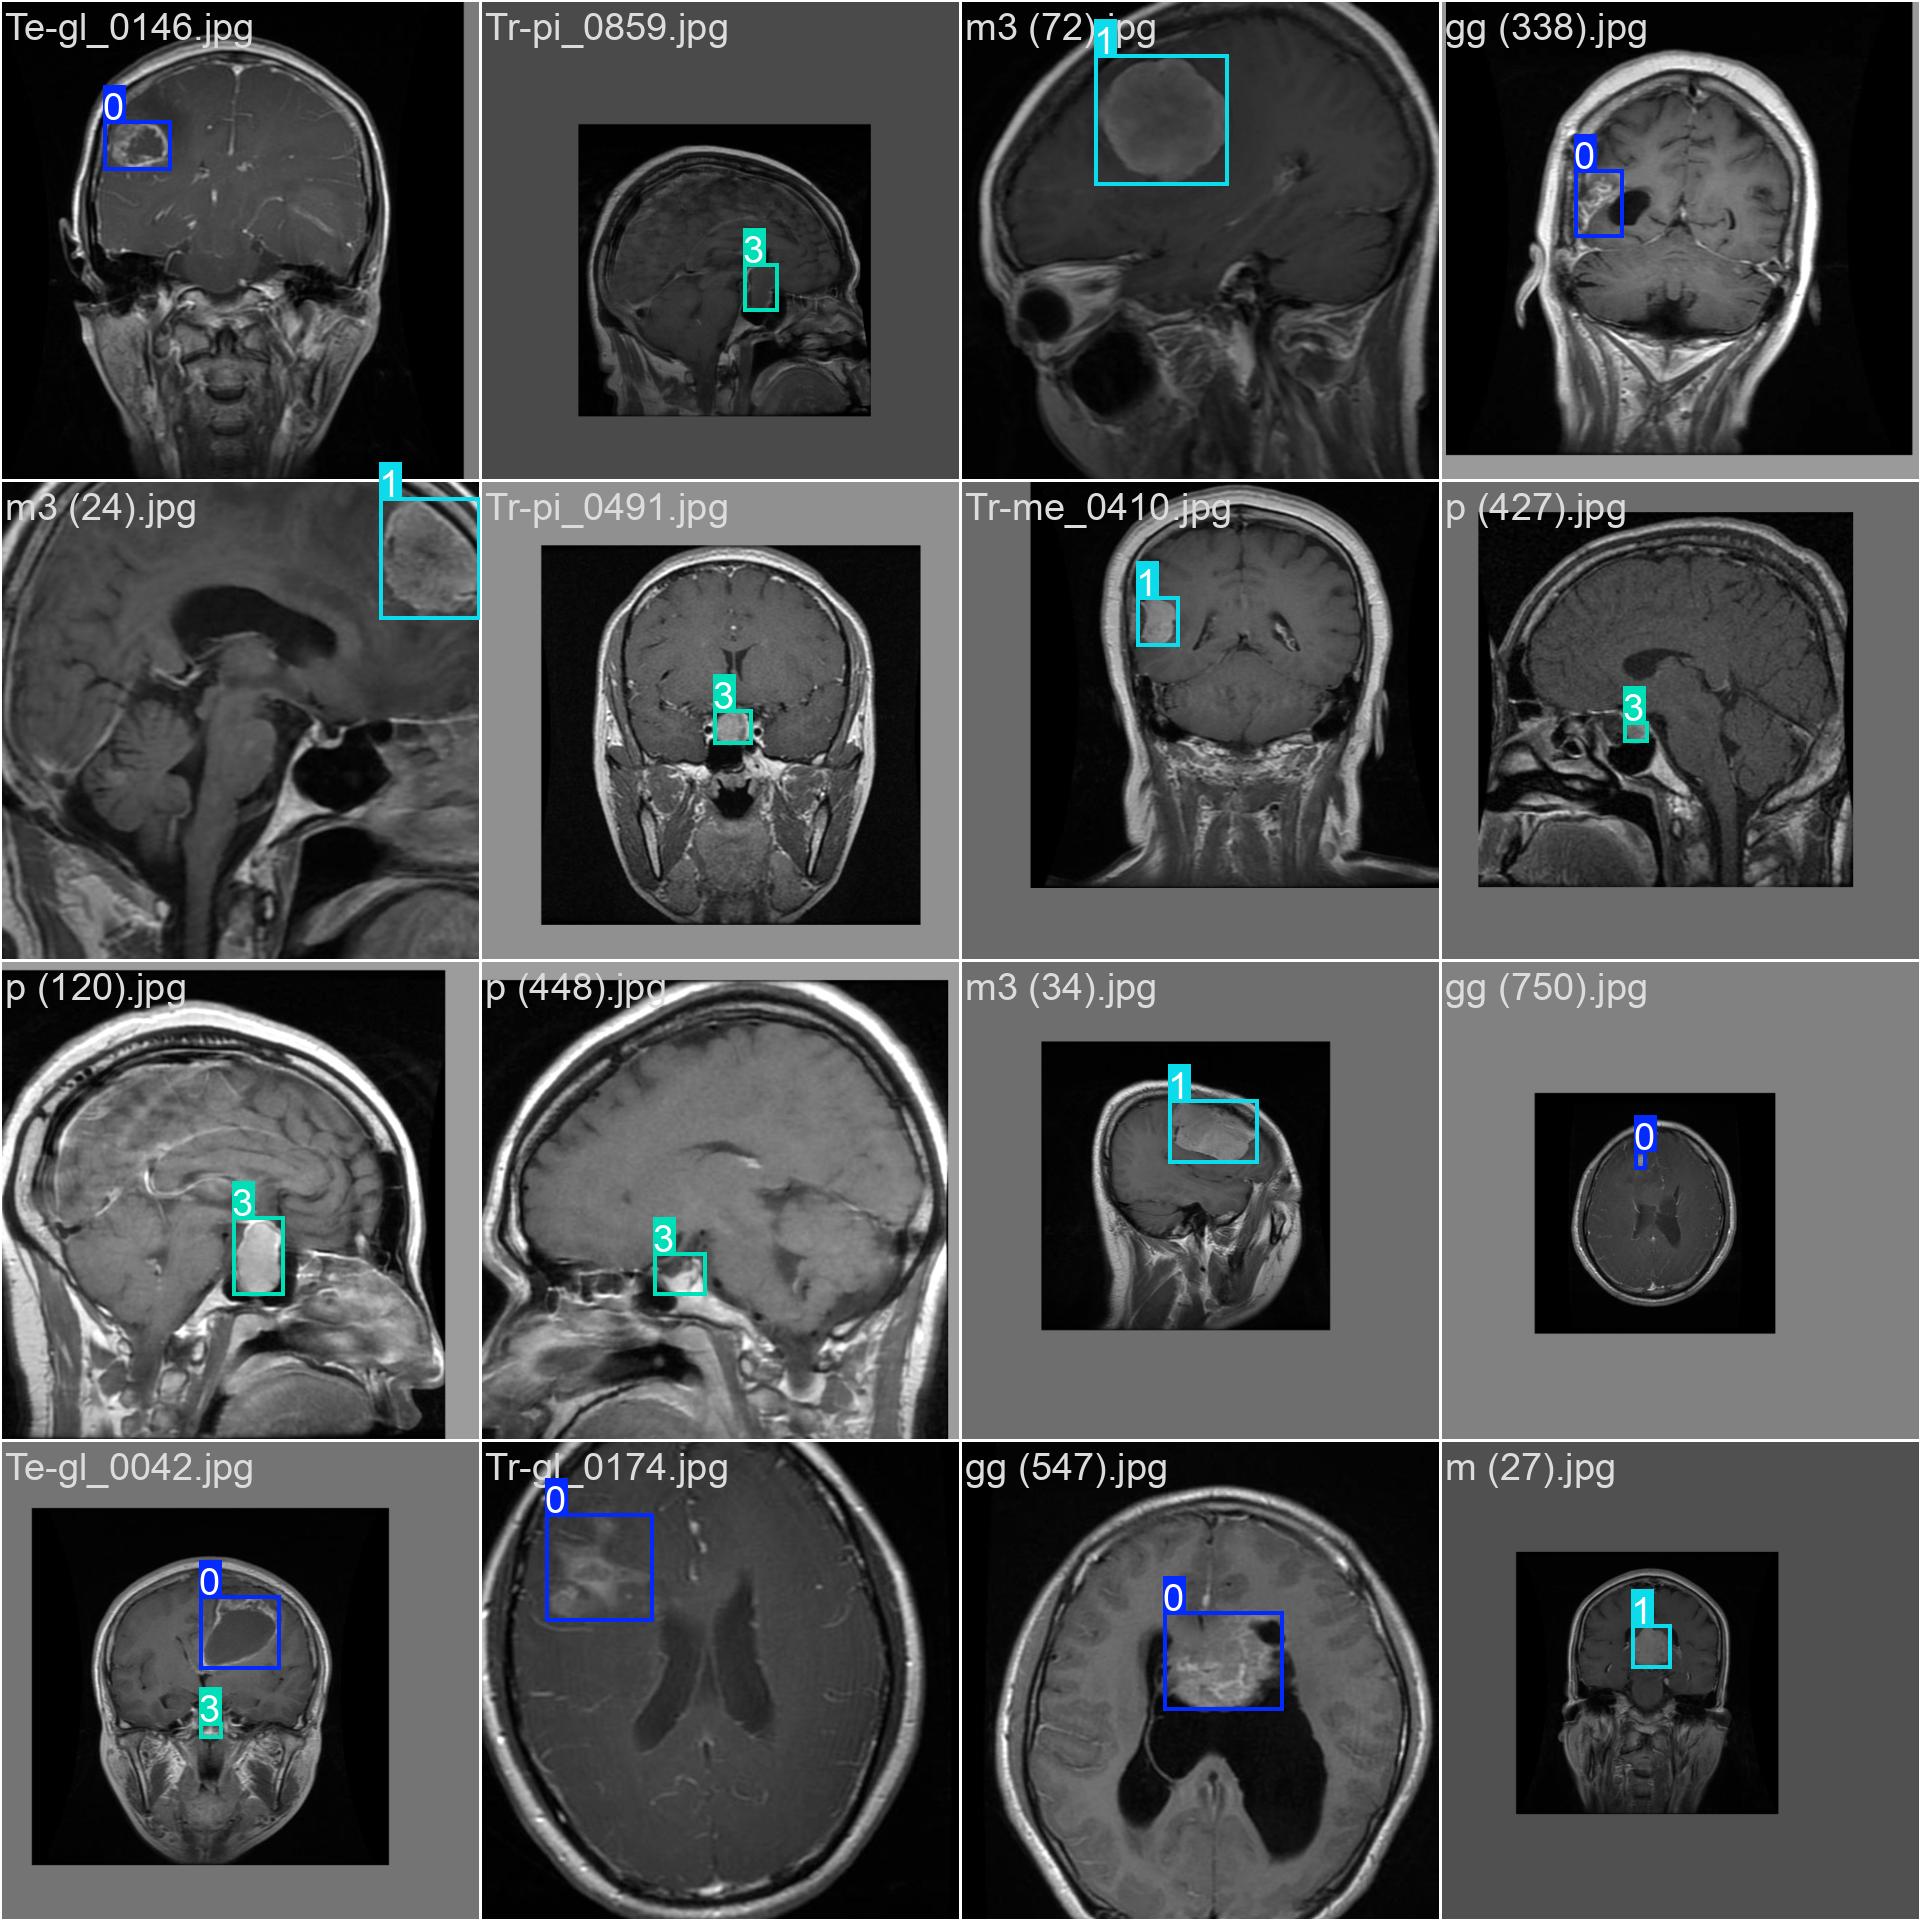 Te-gl_0146.jpg
0
Tr-pi_0859.jpg
3
m3 (72).jpg
1
gg (338).jpg
0
m3 (24).jpg
1
Tr-pi_0491.jpg
3
Tr-me_0410.jpg
1
p (427).jpg
3
p (120).jpg
3
p (448).jpg
3
m3 (34).jpg
1
gg (750).jpg
0
Te-gl_0042.jpg
0
3
Tr-gl_0174.jpg
0
gg (547).jpg
0
m (27).jpg
1